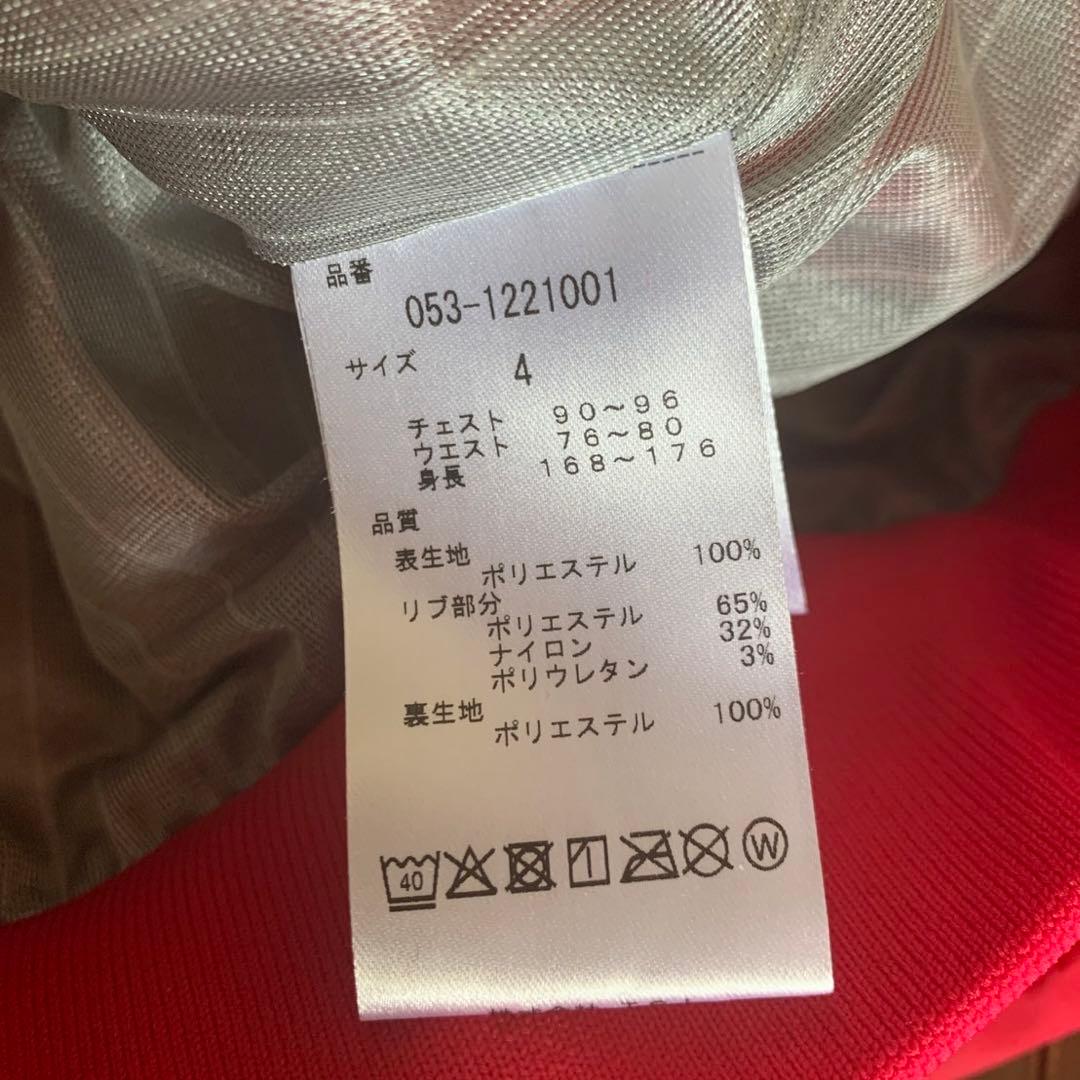 品番
053-1221001
サイズ 4
チェスト 90～96
ウエスト 76～80
身長 168～176
品質
表生地
ポリエステル 100%
リブ部分
ポリエステル 65%
ナイロン 32%
ポリウレタン 3%
裏生地
ポリエステル 100%
40
W